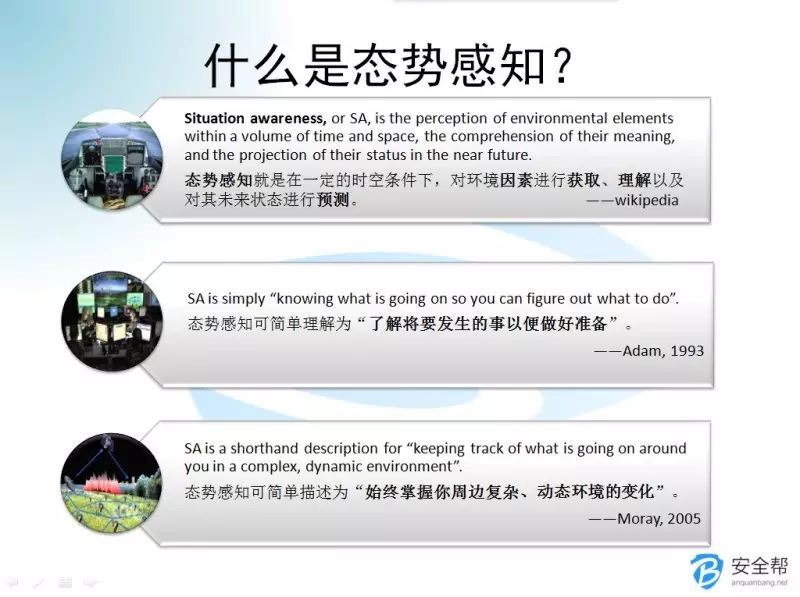 什么是态势感知？
Situation awareness, or SA, is the perception of environmental elements
within a volume of time and space, the comprehension of their meaning,
and the projection of their status in the near future.
态势感知就是在一定的时空条件下，对环境因素进行获取、理解以及
对其未来状态进行预测。 ——wikipedia
SA is simply “knowing what is going on so you can figure out what to do”.
态势感知可简单理解为“了解将要发生的事以便做好准备”。
——Adam, 1993
SA is a shorthand description for “keeping track of what is going on around
you in a complex, dynamic environment”.
态势感知可简单描述为“始终掌握你周边复杂、动态环境的变化”。
——Moray, 2005
安全帮
anquanbang.net